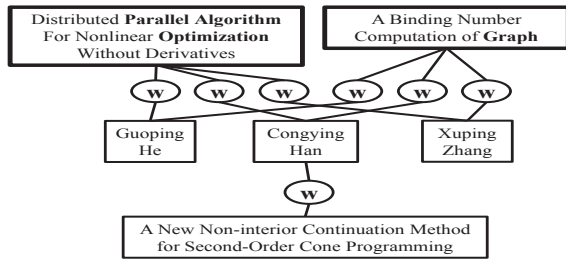 Distributed Parallel Algorithm
For Nonlinear Optimization
Without Derivatives
A Binding Number
Computation of Graph
w w w w w w
Guoping
He
Congying
Han
Xuping
Zhang
w
A New Non-interior Continuation Method
for Second-Order Cone Programming